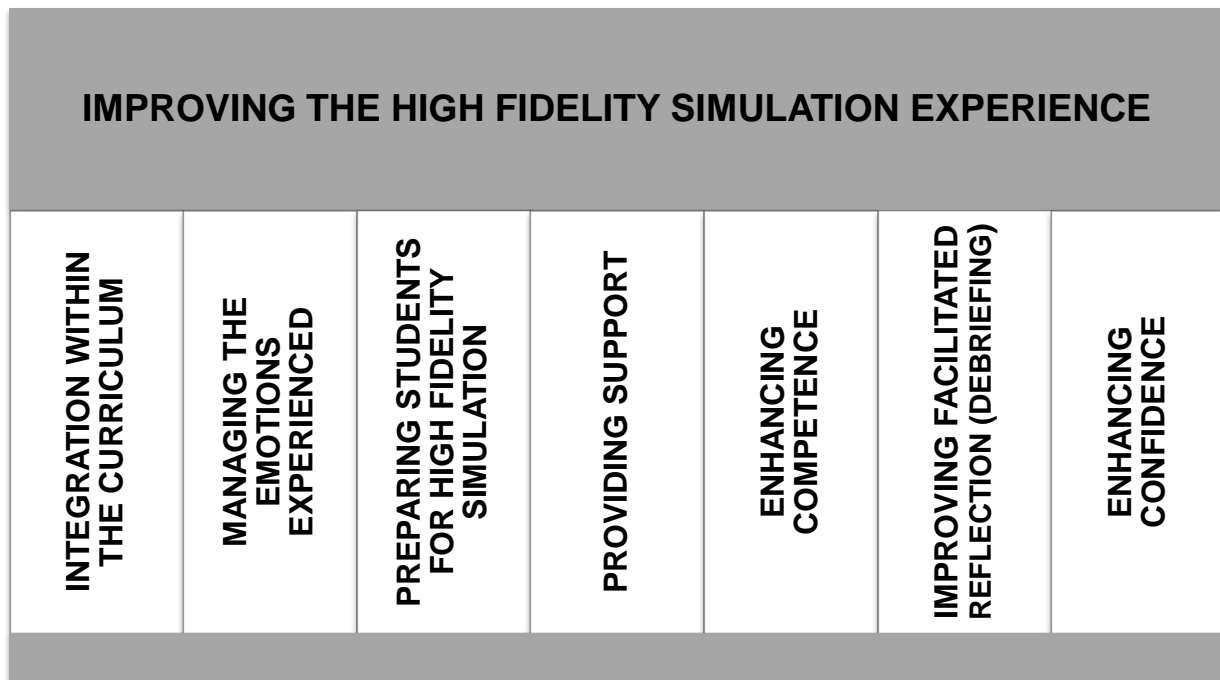 IMPROVING THE HIGH FIDELITY SIMULATION EXPERIENCE
INTEGRATION WITHIN
THE CURRICULUM
MANAGING THE
EMOTIONS
EXPERIENCED
PREPARING STUDENTS
FOR HIGH FIDELITY
SIMULATION
PROVIDING SUPPORT
ENHANCING
COMPETENCE
IMPROVING FACILITATED
REFLECTION (DEBRIEFING)
ENHANCING
CONFIDENCE